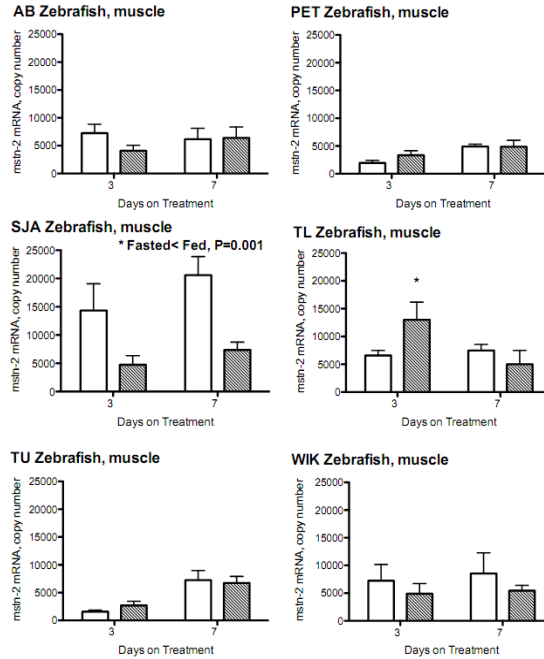 AB Zebrafish, muscle
mstn-2 mRNA, copy number
25000
20000
15000
10000
5000
0
3
7
Days on Treatment
PET Zebrafish, muscle
mstn-2 mRNA, copy number
25000
20000
15000
10000
5000
0
3
7
Days on Treatment
SJA Zebrafish, muscle
* Fasted< Fed, P=0.001
mstn-2 mRNA, copy number
25000
20000
15000
10000
5000
0
3
7
Days on Treatment
TL Zebrafish, muscle
*
mstn-2 mRNA, copy number
25000
20000
15000
10000
5000
0
3
7
Days on Treatment
TU Zebrafish, muscle
mstn-2 mRNA, copy number
25000
20000
15000
10000
5000
0
3
7
Days on Treatment
WIK Zebrafish, muscle
mstn-2 mRNA, copy number
25000
20000
15000
10000
5000
0
3
7
Days on Treatment